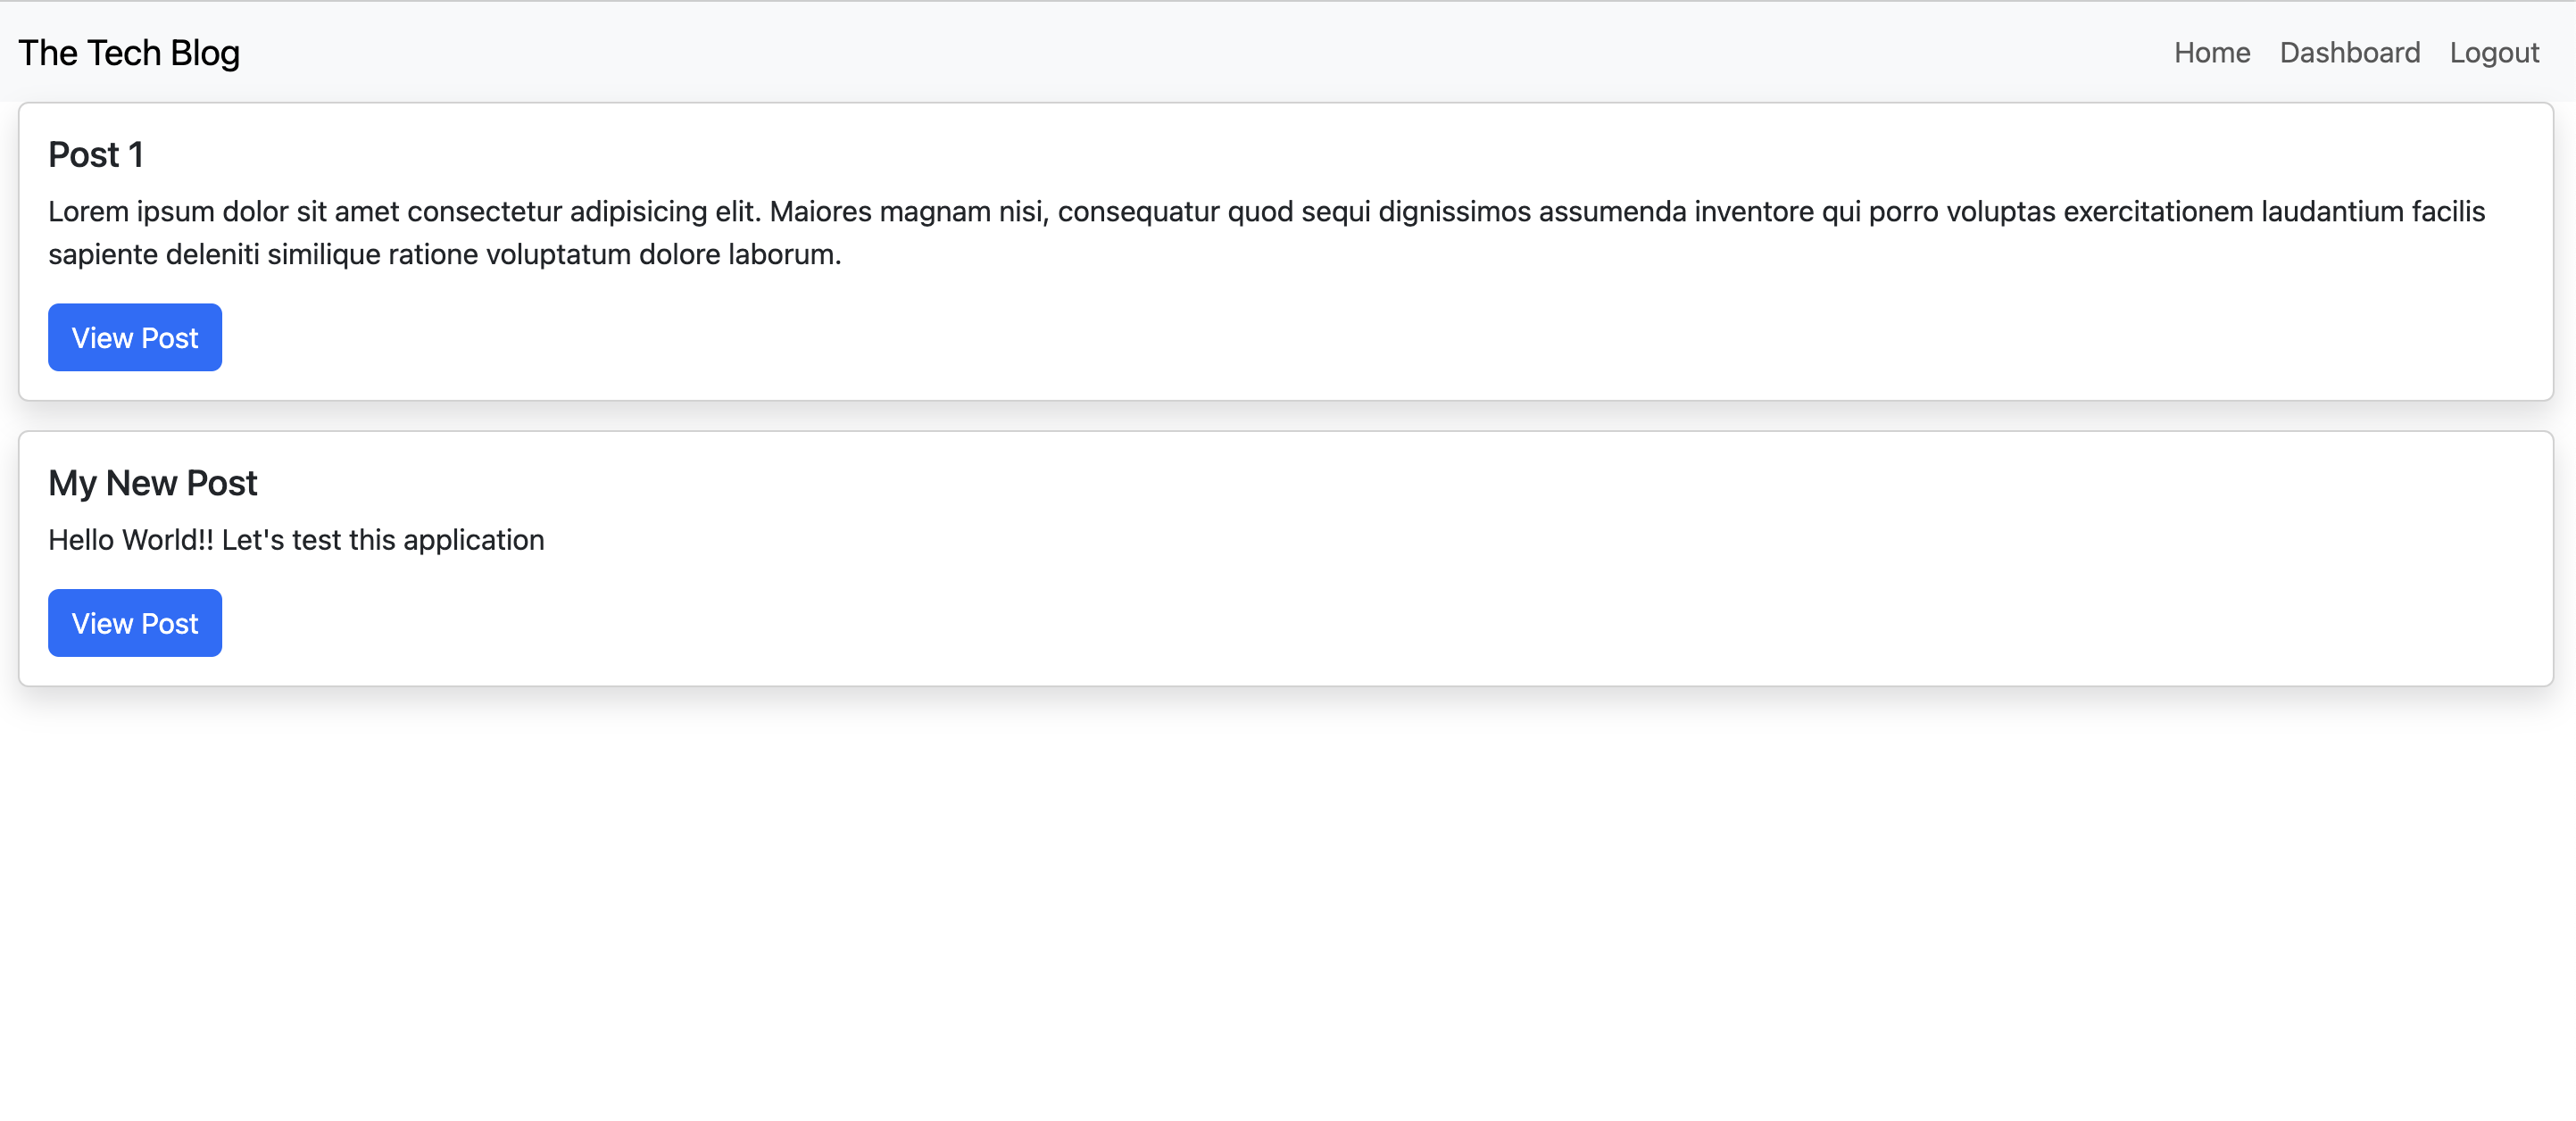 The Tech Blog
Home Dashboard Logout
Post 1
Lorem ipsum dolor sit amet consectetur adipisicing elit. Maiores magnam nisi, consequatur quod sequi dignissimos assumenda inventore qui porro voluptas exercitationem laudantium facilis
sapiente deleniti similique ratione voluptatum dolore laborum.
View Post
My New Post
Hello World!! Let's test this application
View Post